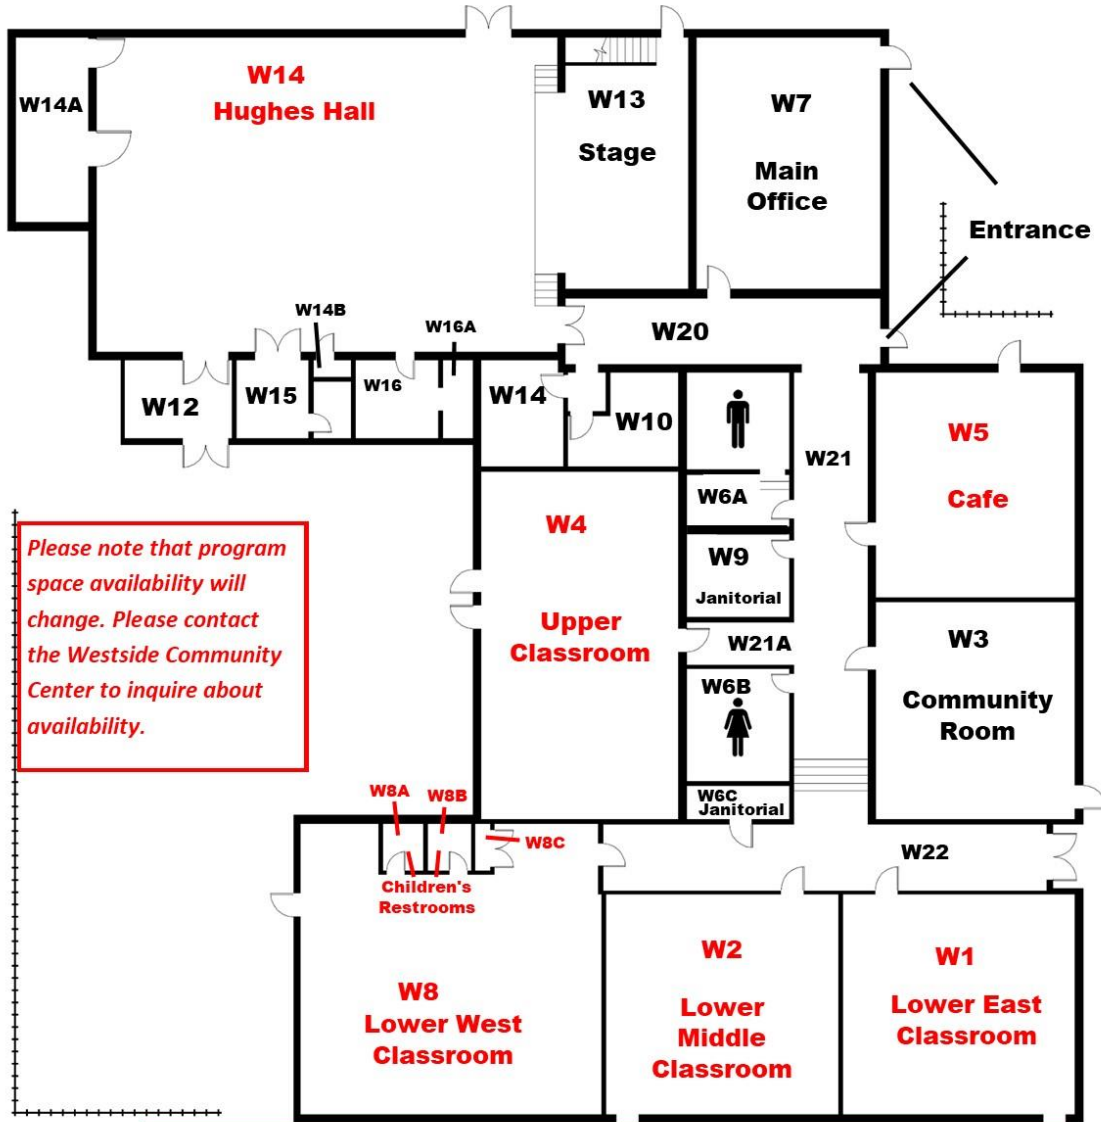 W14
Hughes Hall
W14A
W13
Stage
W7
Main
Office
Entrance
W14B
W16A
W20
W12
W15
W16
W14
W10
W21
W5
Cafe
W6A
W4
Upper
Classroom
W9
Janitorial
W21A
W3
Community
Room
W6B
W6C
Janitorial
Please note that program
space availability will
change. Please contact
the Westside Community
Center to inquire about
availability.
W8A
W8B
W8C
Children's
Restrooms
W22
W8
Lower West
Classroom
W2
Lower
Middle
Classroom
W1
Lower East
Classroom